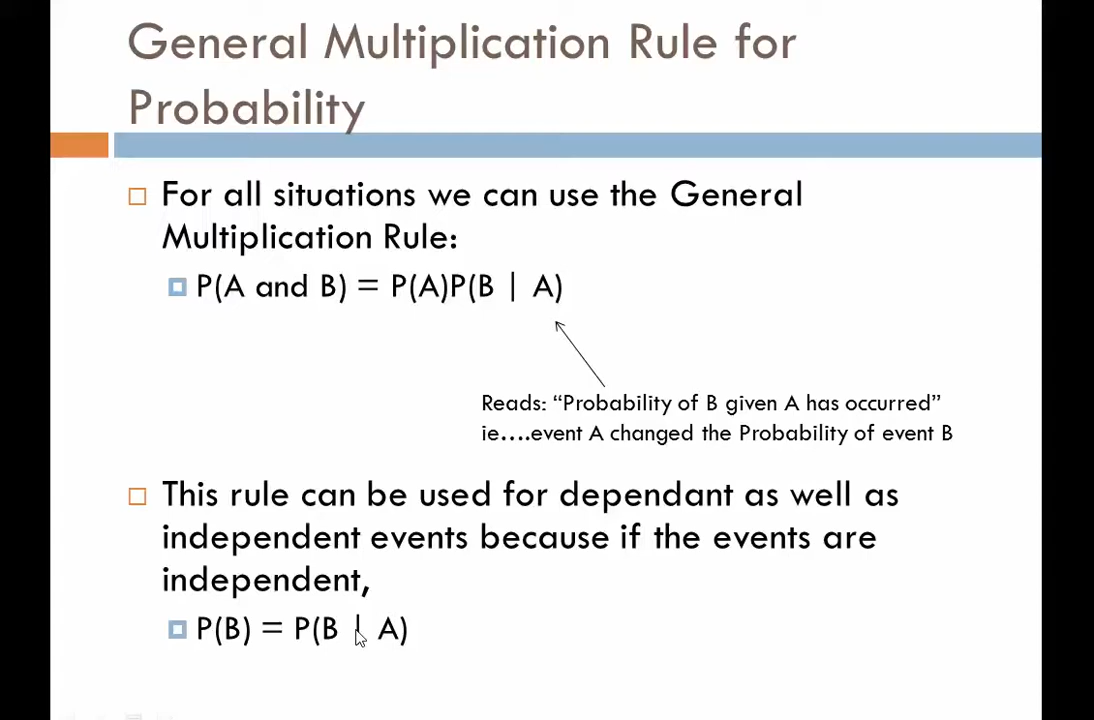 General Multiplication Rule for
Probability
For all situations we can use the General
Multiplication Rule:
P(A and B) = P(A)P(B | A)
Reads: “Probability of B given A has occurred”
ie….event A changed the Probability of event B
This rule can be used for dependant as well as
independent events because if the events are
independent,
P(B) = P(B | A)